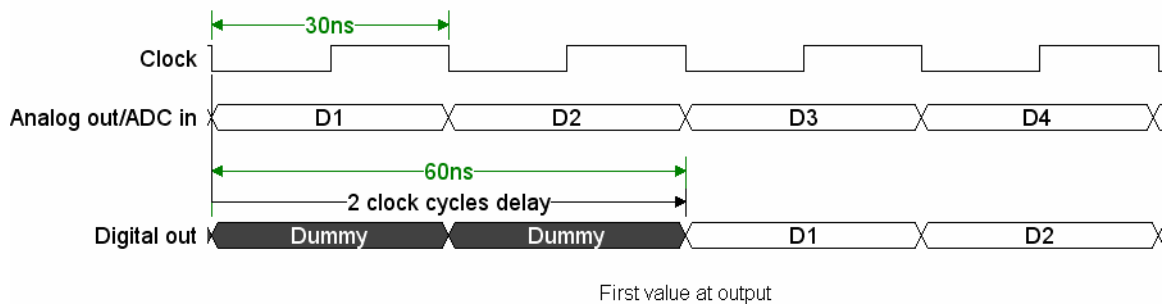 30ns
Clock
Analog out/ADC in D1 D2 D3 D4
60ns
2 clock cycles delay
Digital out Dummy Dummy D1 D2
First value at output